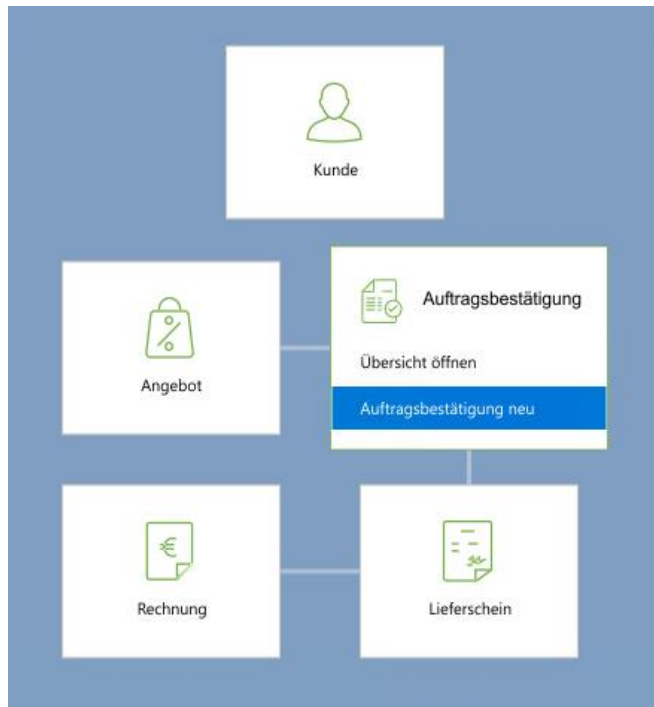 Kunde
Angebot
Auftragsbestätigung
Übersicht öffnen
Auftragsbestätigung neu
Rechnung
Lieferschein